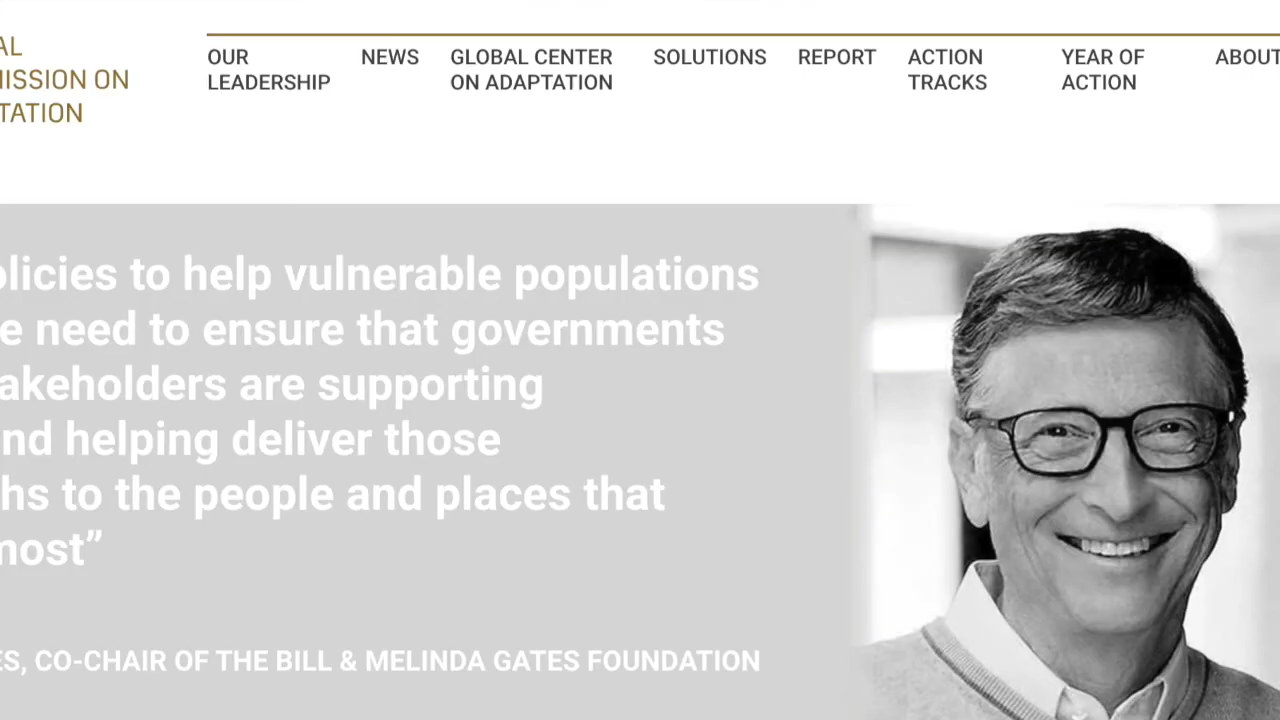 AL
MISSION ON
TATION
OUR
LEADERSHIP
NEWS
GLOBAL CENTER
ON ADAPTATION
SOLUTIONS
REPORT
ACTION
TRACKS
YEAR OF
ACTION
ABOUT
olicies to help vulnerable populations
e need to ensure that governments
akeholders are supporting
nd helping deliver those
hs to the people and places that
most”
ES, CO-CHAIR OF THE BILL & MELINDA GATES FOUNDATION